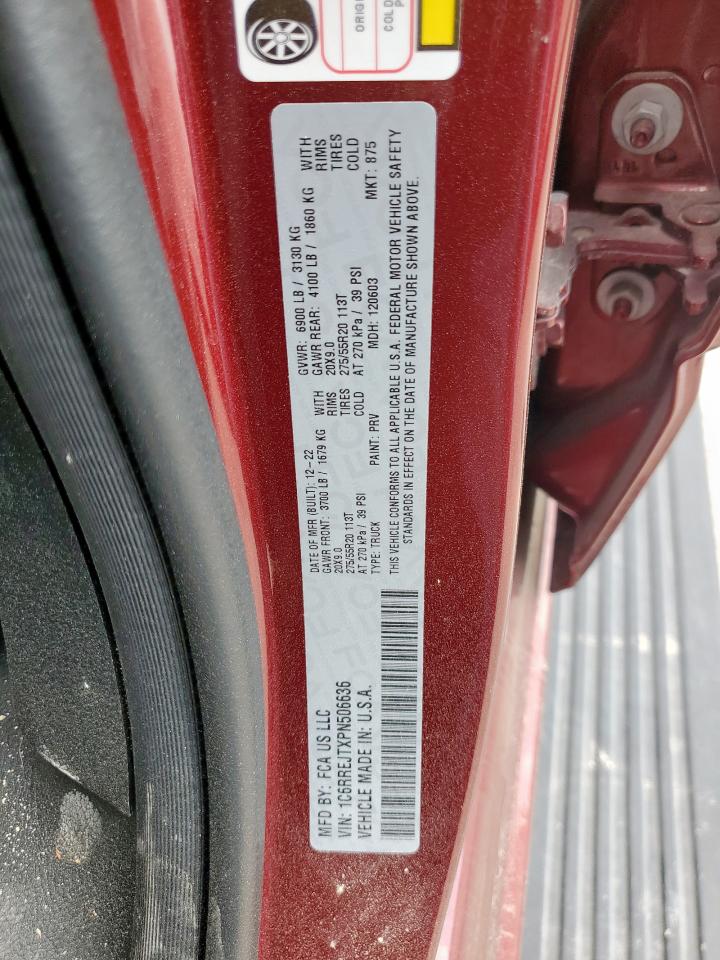 ORIGI
COLD
P
MFD BY: FCA US LLC
DATE OF MFR (BUILT): 12-22
GVWR: 6900 LB / 3130 KG
GAWR FRONT: 3700 LB / 1679 KG WITH
GAWR REAR: 4100 LB / 1860 KG WITH
20X9.0 RIMS
20X9.0 RIMS
275/55R20 113T TIRES
275/55R20 113T TIRES
AT 270 kPa / 39 PSI COLD
AT 270 kPa / 39 PSI COLD
VIN: 1C6RREJTXPN506636
TYPE: TRUCK PAINT: PRV MDH: 120603 MKT: 875
VEHICLE MADE IN: U.S.A.
THIS VEHICLE CONFORMS TO ALL APPLICABLE U.S.A. FEDERAL MOTOR VEHICLE SAFETY
STANDARDS IN EFFECT ON THE DATE OF MANUFACTURE SHOWN ABOVE.